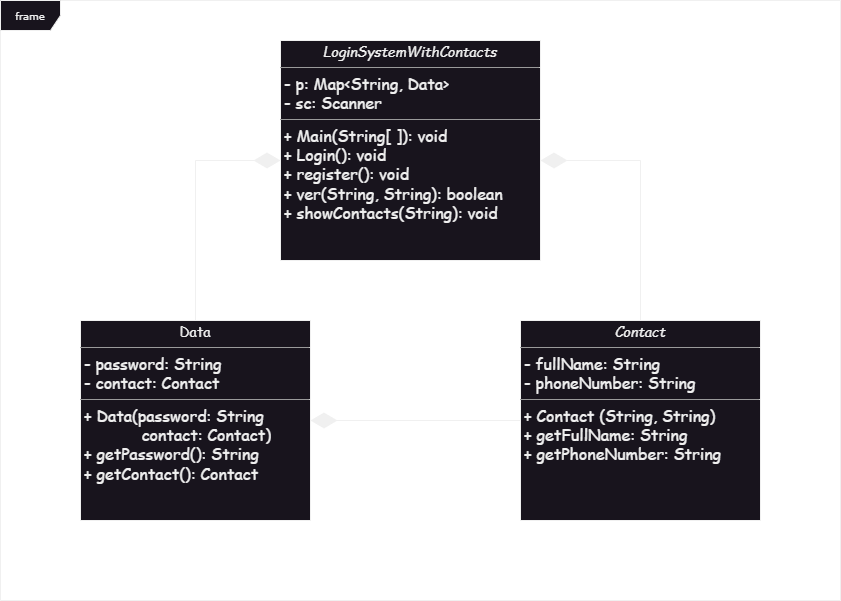 frame
LoginSystemWithContacts
- p: Map<String, Data>
- sc: Scanner
+ Main(String[ ]): void
+ Login(): void
+ register(): void
+ ver(String, String): boolean
+ showContacts(String): void
Data
- password: String
- contact: Contact
+ Data(password: String
contact: Contact)
+ getPassword(): String
+ getContact(): Contact
Contact
- fullName: String
- phoneNumber: String
+ Contact (String, String)
+ getFullName: String
+ getPhoneNumber: String